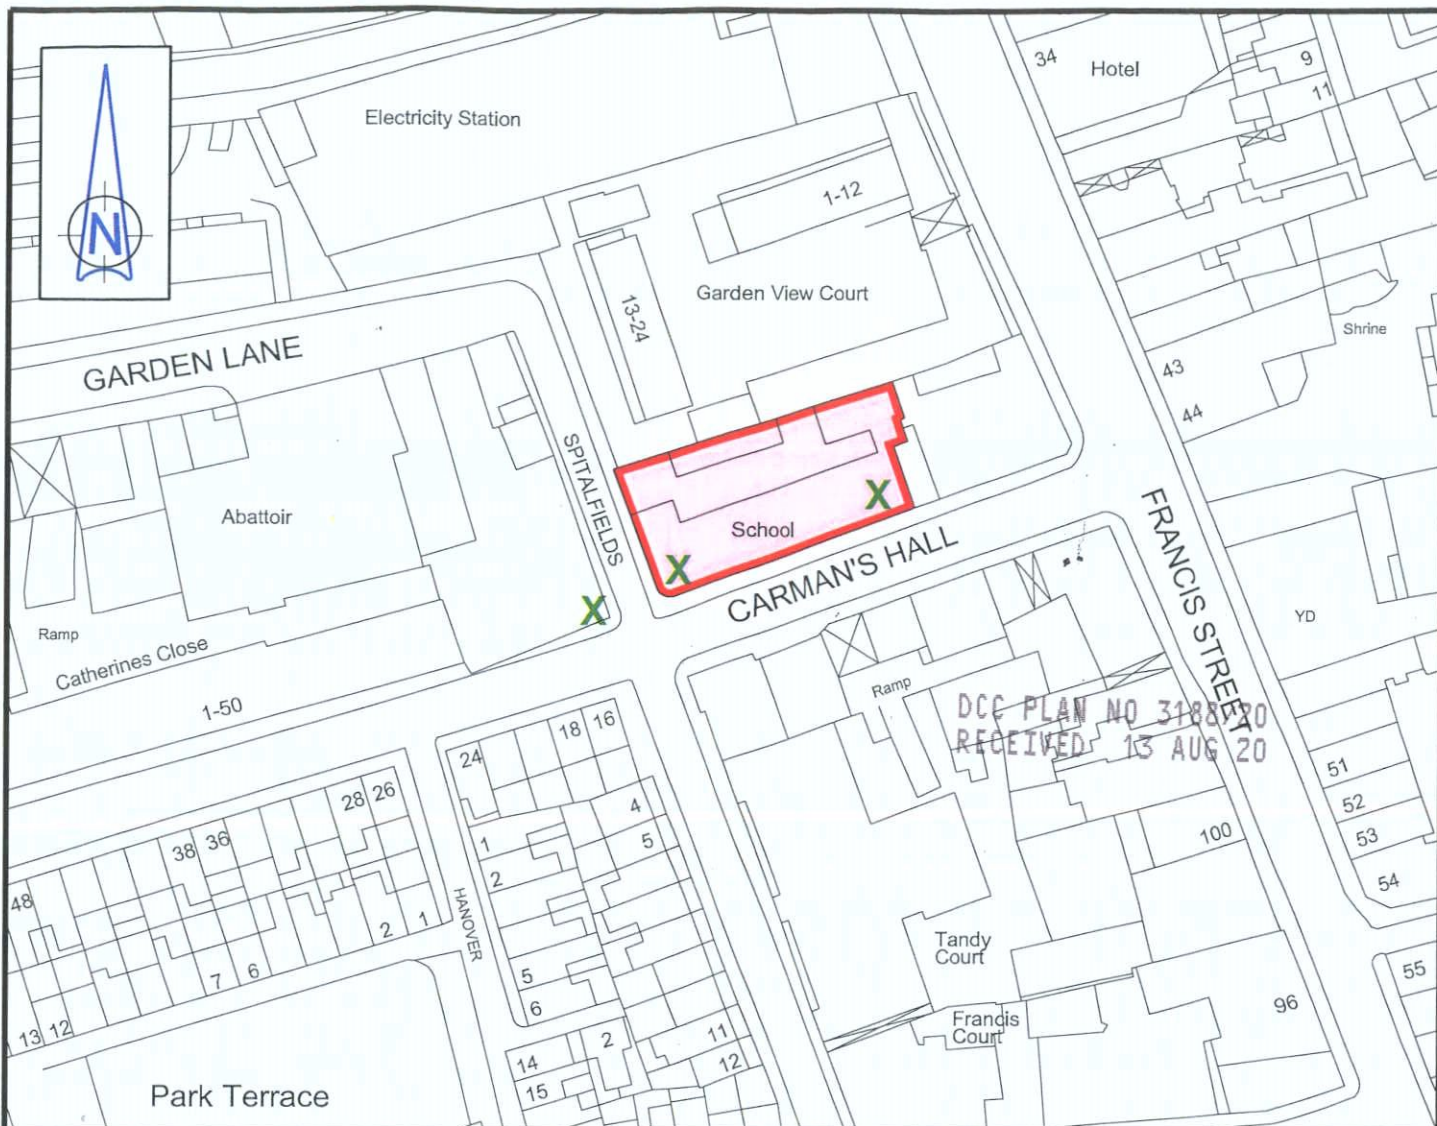 N
Electricity Station
34
Hotel
9
11
1-12
13-24
Garden View Court
Shrine
GARDEN LANE
43
44
SPITALFIELDS
Abattoir
X
School
X
X
CARMAN'S HALL
FRANCIS STREET
YD
Ramp
Catherines Close
1-50
Ramp
DCC PLAN NO 3188/20
RECEIVED 13 AUG 20
24
18
16
28
26
4
5
38
36
1
2
48
HANOVER
2
1
7
6
5
6
13
12
14
15
2
11
12
51
52
53
54
55
100
96
Tandy
Court
Francis
Court
Park Terrace